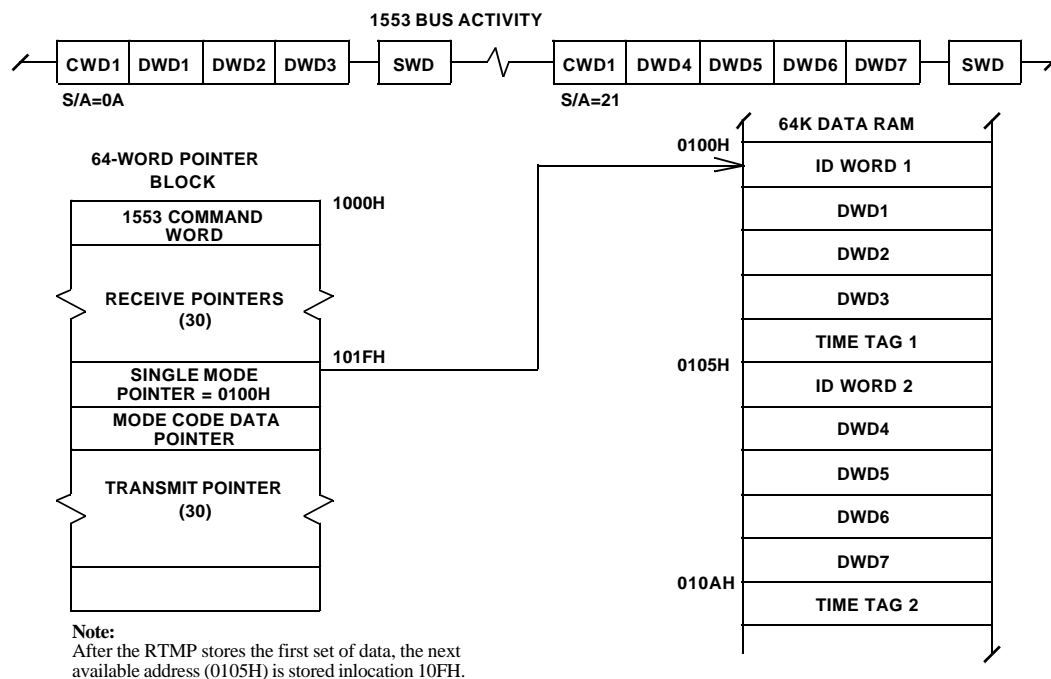 1553 BUS ACTIVITY
CWD1 DWD1 DWD2 DWD3 SWD CWD1 DWD4 DWD5 DWD6 DWD7 SWD
S/A=0A S/A=21
64K DATA RAM
0100H
ID WORD 1
DWD1
DWD2
DWD3
TIME TAG 1
0105H
ID WORD 2
DWD4
DWD5
DWD6
DWD7
010AH
TIME TAG 2
64-WORD POINTER
BLOCK
1000H
1553 COMMAND
WORD
RECEIVE POINTERS
(30)
101FH
SINGLE MODE
POINTER = 0100H
MODE CODE DATA
POINTER
TRANSMIT POINTER
(30)
Note:
After the RTMP stores the first set of data, the next
available address (0105H) is stored inlocation 10FH.